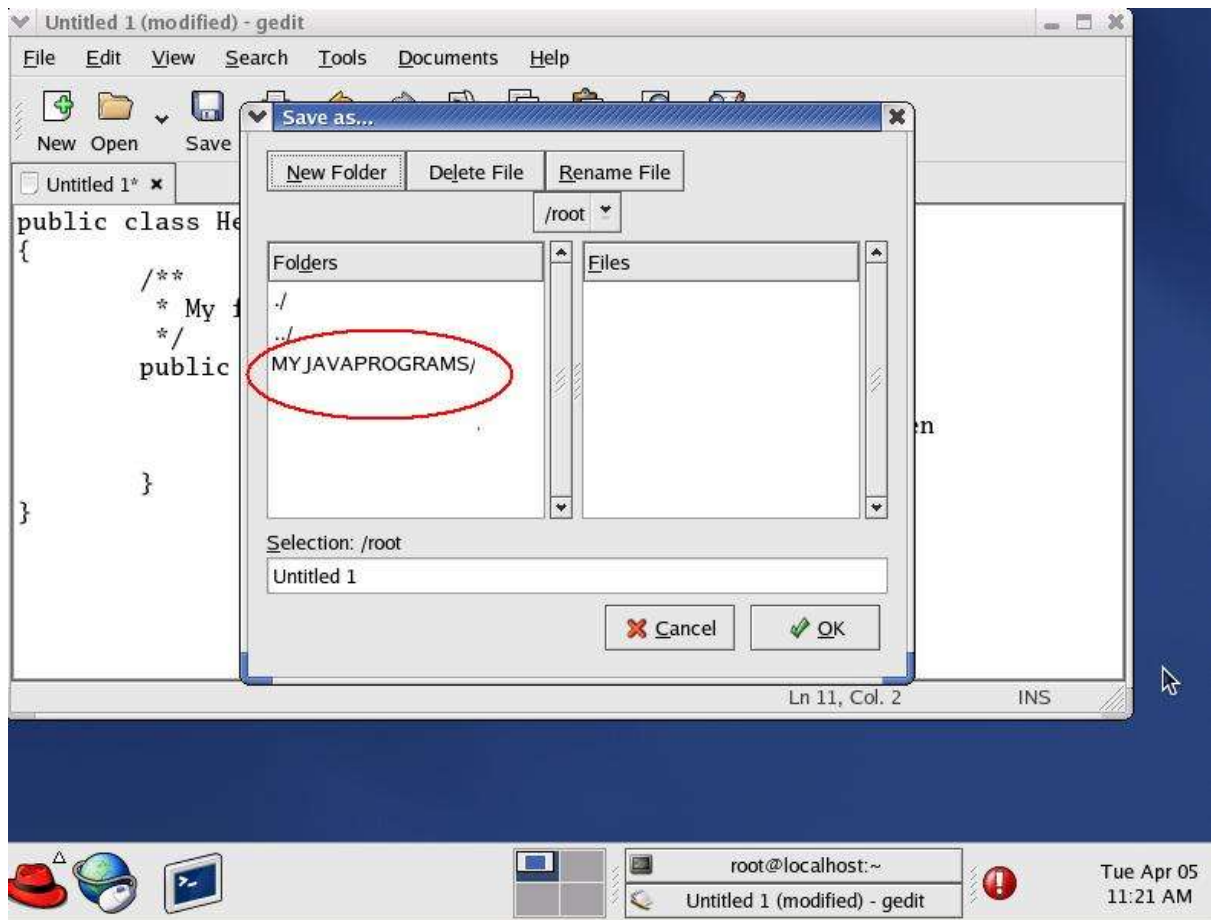 Untitled 1 (modified) - gedit
File Edit View Search Tools Documents Help
New Open Save
Untitled 1* ×
public class
{
/**
* My
*/
public
en
}
}
Save as...
New Folder Delete File Rename File
/root
Folders
./
../
MYJAVAPROGRAMS/
Files
Selection: /root
Untitled 1
Cancel OK
Ln 11, Col. 2 INS
root@localhost:~
Untitled 1 (modified) - gedit
Tue Apr 05
11:21 AM